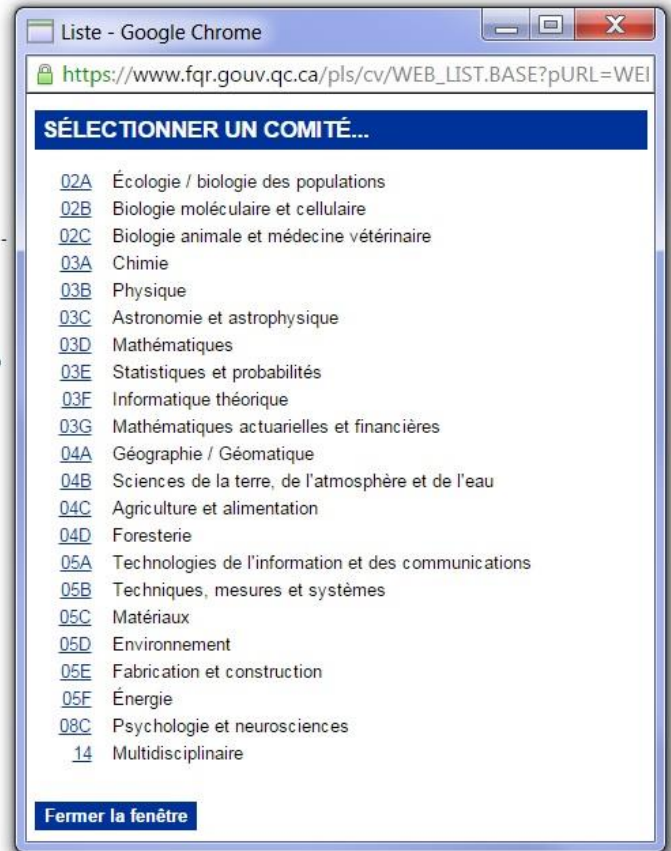 Liste - Google Chrome
https://www.fqr.gouv.qc.ca/pls/cv/WEB_LIST.BASE?pURL=WEI
SÉLECTIONNER UN COMITÉ...
02A Écologie / biologie des populations
02B Biologie moléculaire et cellulaire
02C Biologie animale et médecine vétérinaire
03A Chimie
03B Physique
03C Astronomie et astrophysique
03D Mathématiques
03E Statistiques et probabilités
03F Informatique théorique
03G Mathématiques actuarielles et financières
04A Géographie / Géomatique
04B Sciences de la terre, de l'atmosphère et de l'eau
04C Agriculture et alimentation
04D Foresterie
05A Technologies de l'information et des communications
05B Techniques, mesures et systèmes
05C Matériaux
05D Environnement
05E Fabrication et construction
05F Énergie
08C Psychologie et neurosciences
14 Multidisciplinaire
Fermer la fenêtre